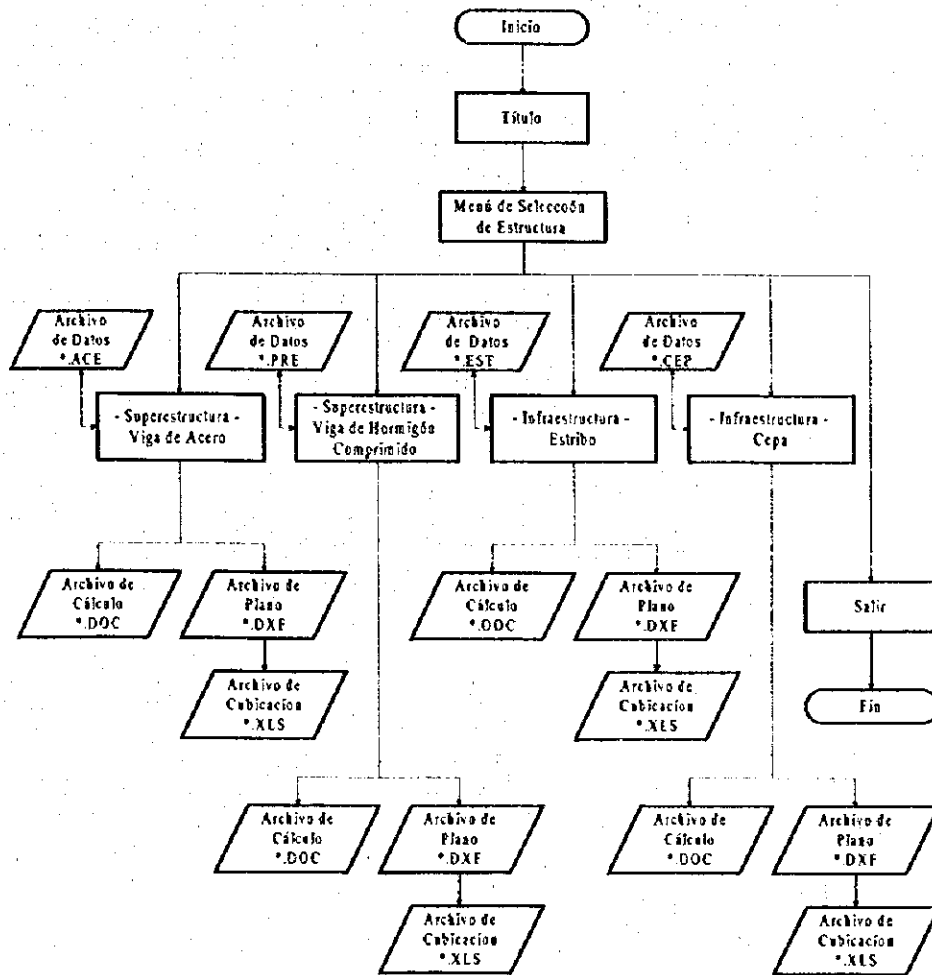 Inicio
Título
Menú de Selección
de Estructura
Archivo
de Datos
*.ACE
Archivo
de Datos
*.PRE
Archivo
de Datos
*.EST
Archivo
de Datos
*.CEP
- Superestructura -
Viga de Acero
- Superestructura -
Viga de Hormigón
Comprimido
- Infraestructura -
Estribo
- Infraestructura -
Cepa
Archivo de
Cálculo
*.DOC
Archivo de
Plano
*.DXF
Archivo de
Cálculo
*.DOC
Archivo de
Plano
*.DXF
Salir
Archivo de
Cubicacion
*.XLS
Archivo de
Cubicacion
*.XLS
Fin
Archivo de
Cálculo
*.DOC
Archivo de
Plano
*.DXF
Archivo de
Cálculo
*.DOC
Archivo de
Plano
*.DXF
Archivo de
Cubicacion
*.XLS
Archivo de
Cubicacion
*.XLS